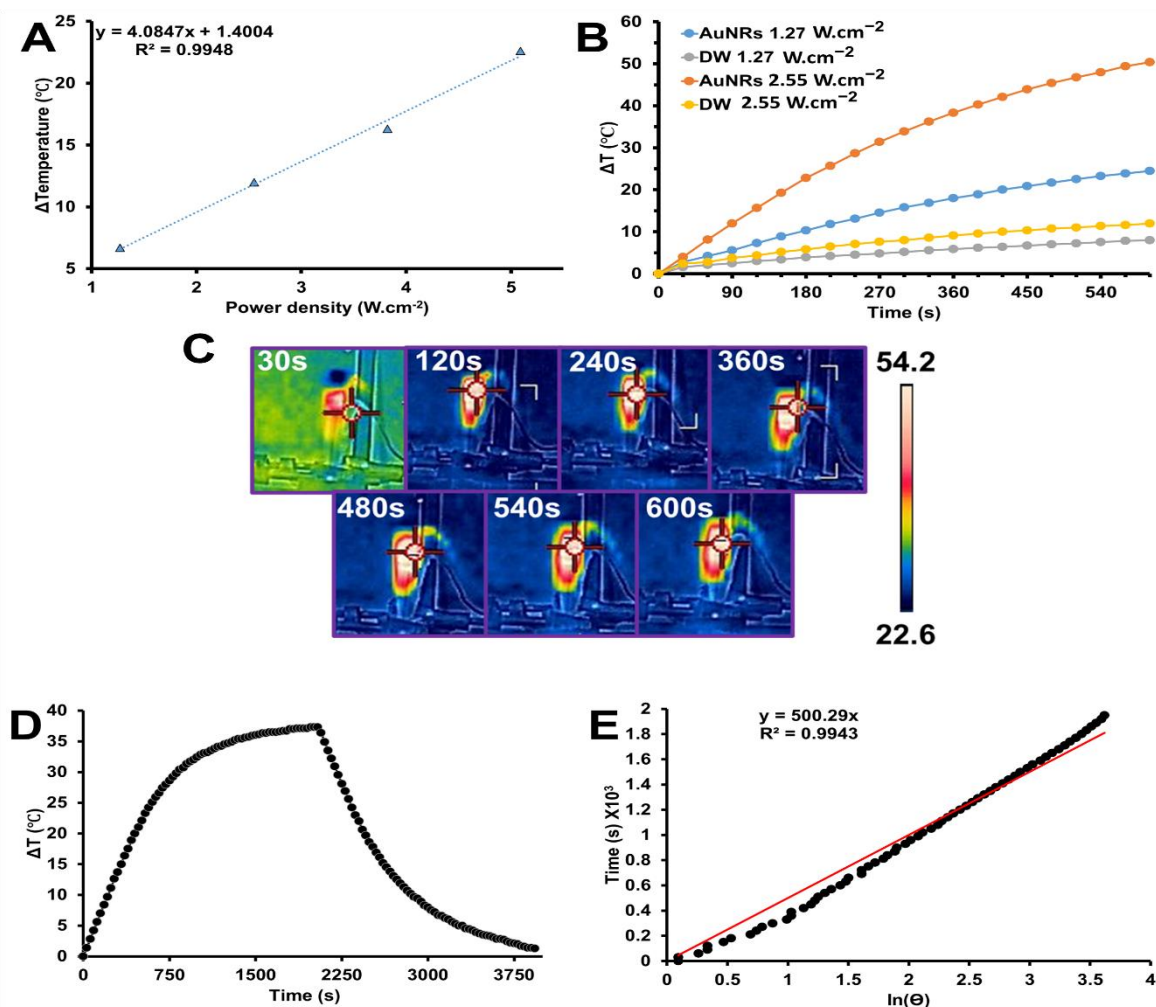 A
y = 4.0847x + 1.4004
R² = 0.9948
25
20
15
10
5
ΔTemperature (℃)
1
2
3
4
5
Power density (W.cm⁻²)
B
AuNRs 1.27 W.cm⁻²
DW 1.27 W.cm⁻²
AuNRs 2.55 W.cm⁻²
DW 2.55 W.cm⁻²
60
50
40
30
20
10
0
ΔT (℃)
0
90
180
270
360
450
540
Time (s)
C
30s
120s
240s
360s
480s
540s
600s
54.2
22.6
D
40
35
30
25
20
15
10
5
0
ΔT (℃)
0
750
1500
2250
3000
3750
Time (s)
E
y = 500.29x
R² = 0.9943
2
1.8
1.6
1.4
1.2
1
0.8
0.6
0.4
0.2
0
Time (s) X10³
0
0.5
1
1.5
2
2.5
3
3.5
4
ln(Θ)